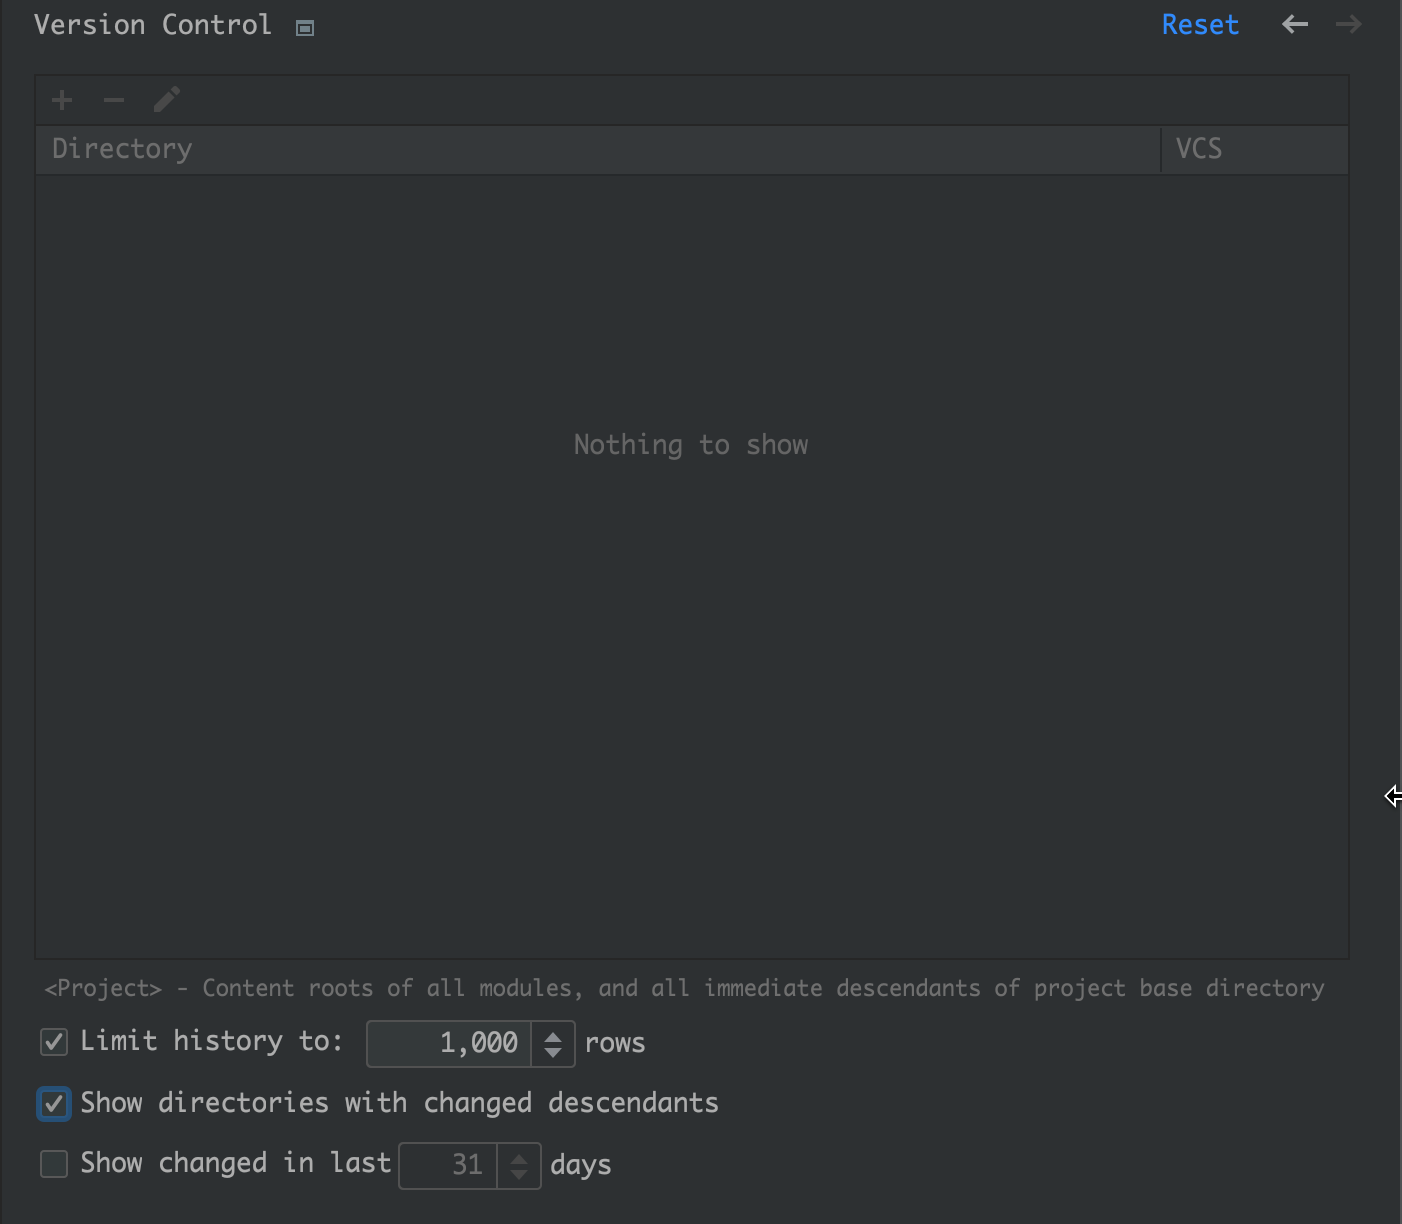 Version Control
Reset
Directory
VCS
Nothing to show
<Project> - Content roots of all modules, and all immediate descendants of project base directory
Limit history to: 1,000 rows
Show directories with changed descendants
Show changed in last 31 days